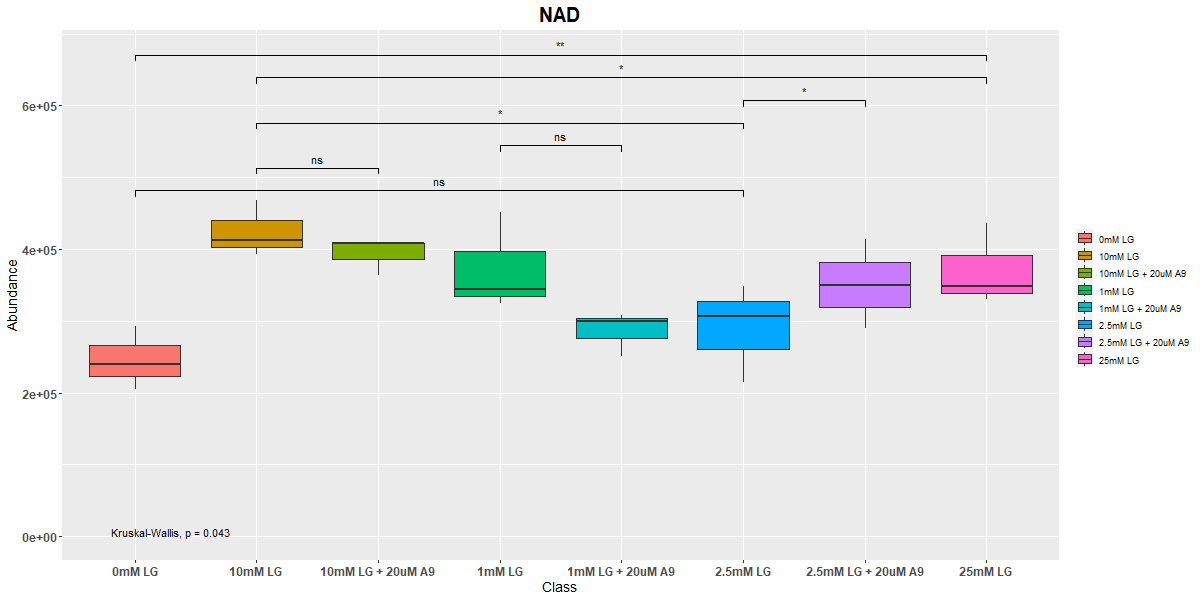 NAD
**
*
*
*
ns
ns
ns
6e+05
4e+05
2e+05
0e+00
Abundance
Kruskal-Wallis, p = 0.043
0mM LG
10mM LG
10mM LG + 20uM A9
1mM LG
1mM LG + 20uM A9
2.5mM LG
2.5mM LG + 20uM A9
25mM LG
Class
0mM LG
10mM LG
10mM LG + 20uM A9
1mM LG
1mM LG + 20uM A9
2.5mM LG
2.5mM LG + 20uM A9
25mM LG